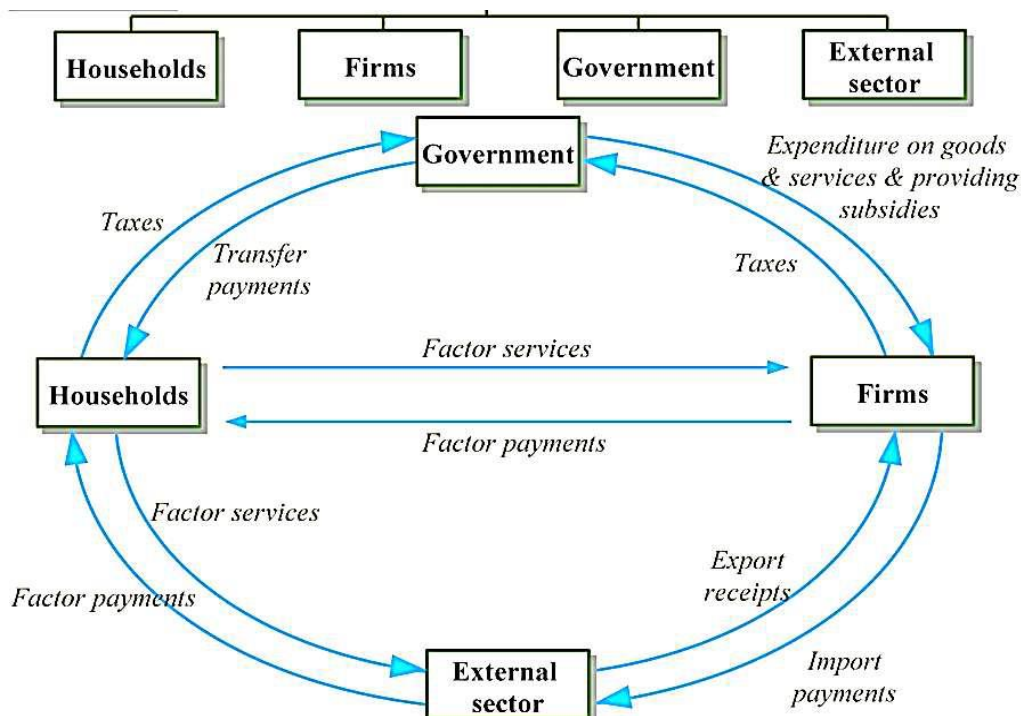 Households
Firms
Government
External
sector
Government
Expenditure on goods
& services & providing
subsidies
Taxes
Transfer
payments
Taxes
Factor services
Households
Firms
Factor payments
Factor services
Factor payments
Export
receipts
External
sector
Import
payments